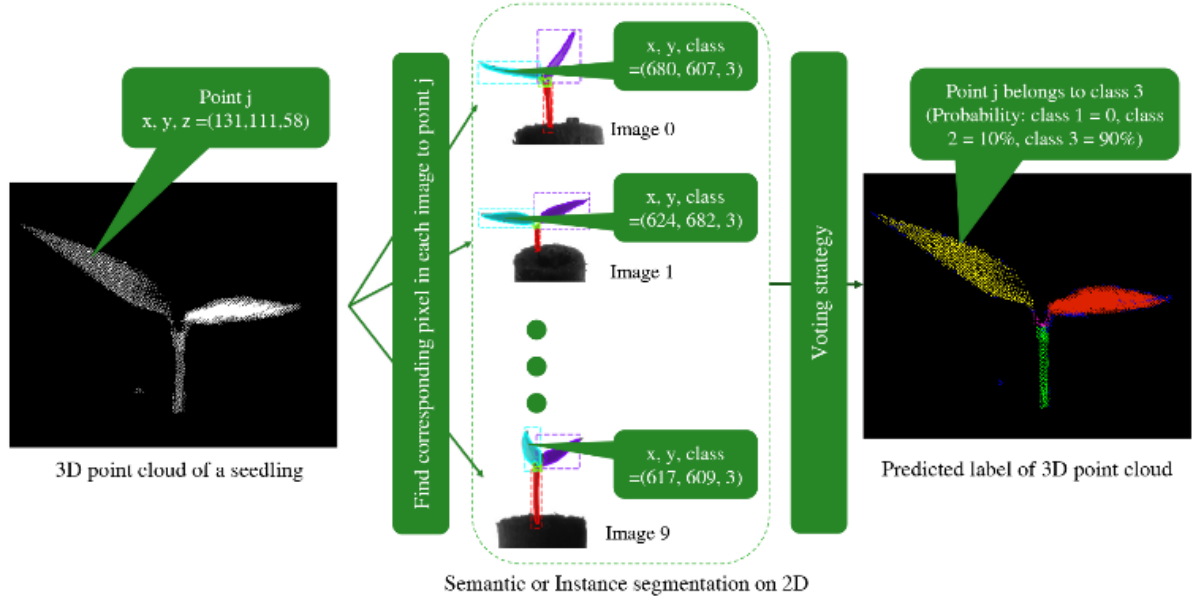 Point j
x, y, z =(131,111,58)
3D point cloud of a seedling
Find corresponding pixel in each image to point j
x, y, class
=(680, 607, 3)
Image 0
x, y, class
=(624, 682, 3)
Image 1
x, y, class
=(617, 609, 3)
Image 9
Semantic or Instance segmentation on 2D
Voting strategy
Point j belongs to class 3
(Probability: class 1 = 0, class
2 = 10%, class 3 = 90%)
Predicted label of 3D point cloud